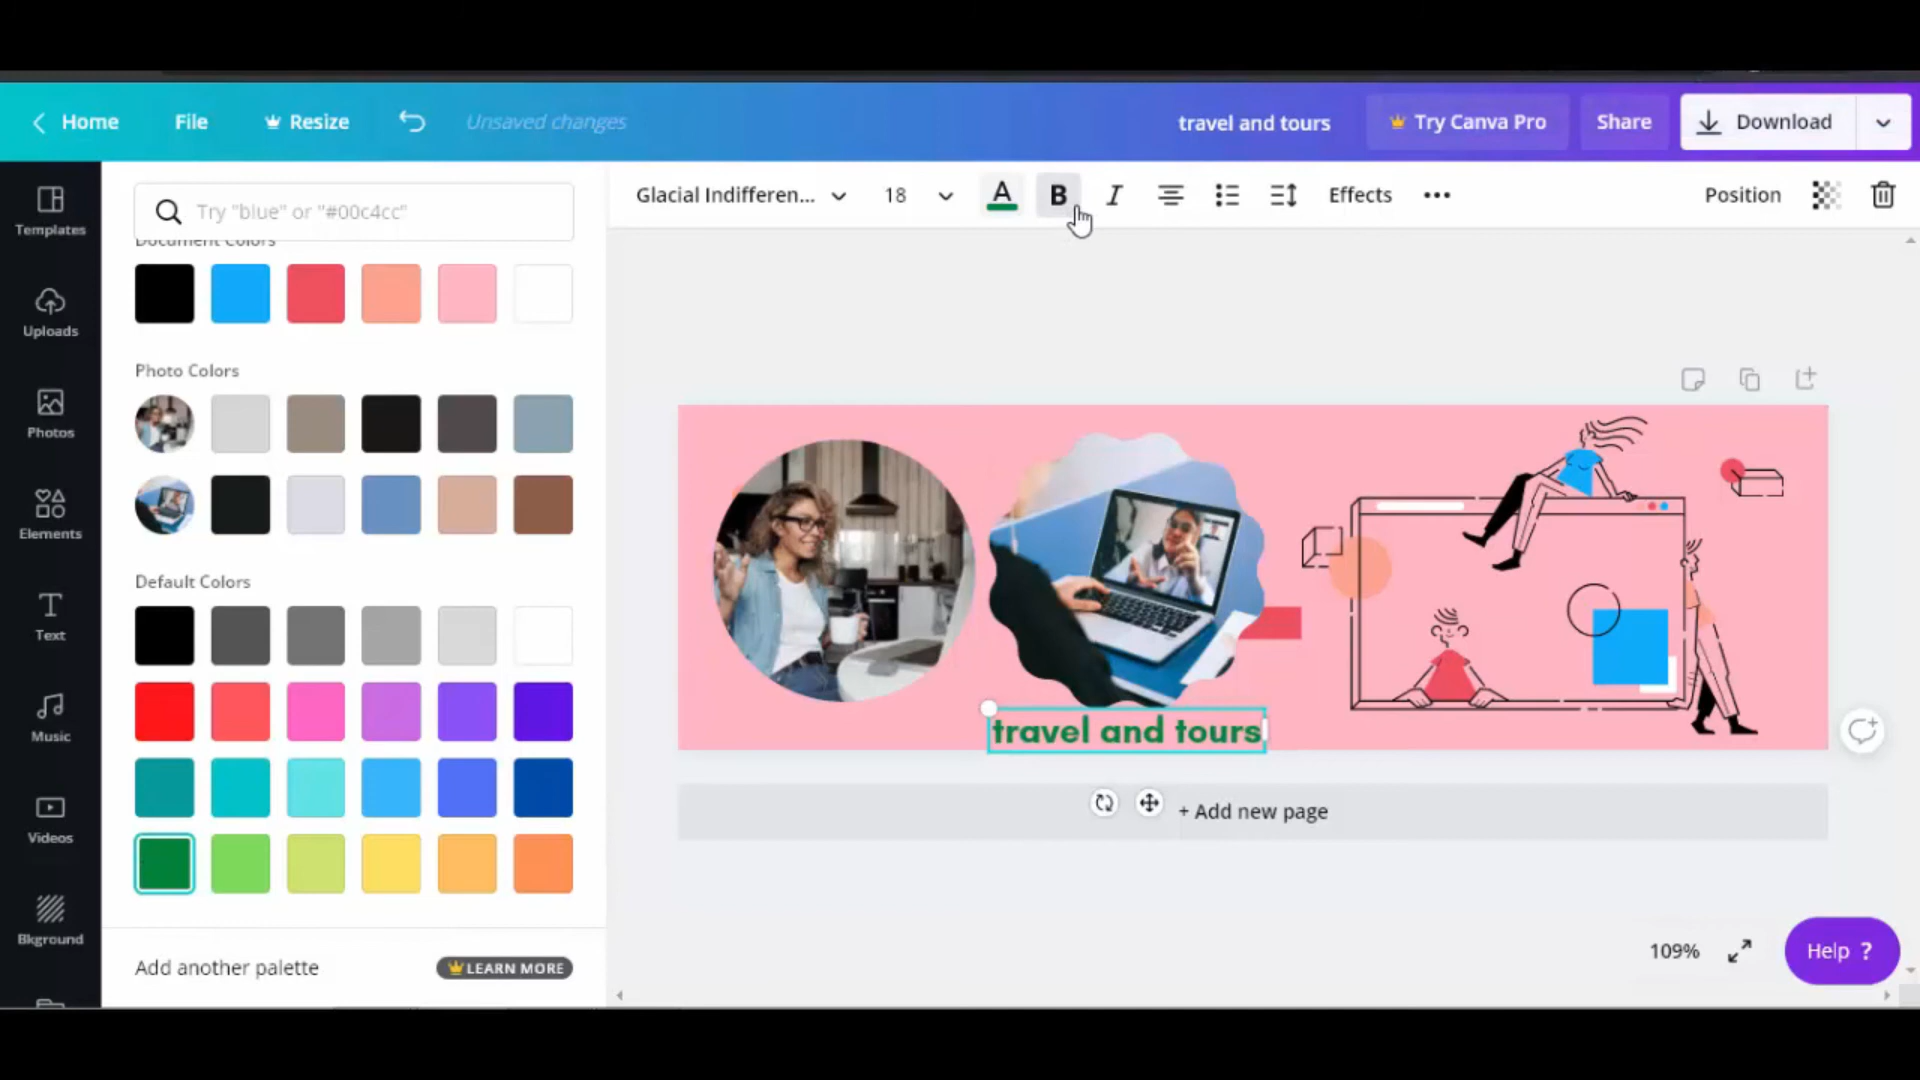 Home
File
Resize
Unsaved changes
travel and tours
Try Canva Pro
Share
Download
Templates
Uploads
Photos
Elements
Text
Music
Videos
Bkground
Try "blue" or "#00c4cc"
Document Colors
Photo Colors
Default Colors
Add another palette
LEARN MORE
Glacial Indifferen...
18
A
B
I
Effects
Position
travel and tours
+ Add new page
109%
Help ?